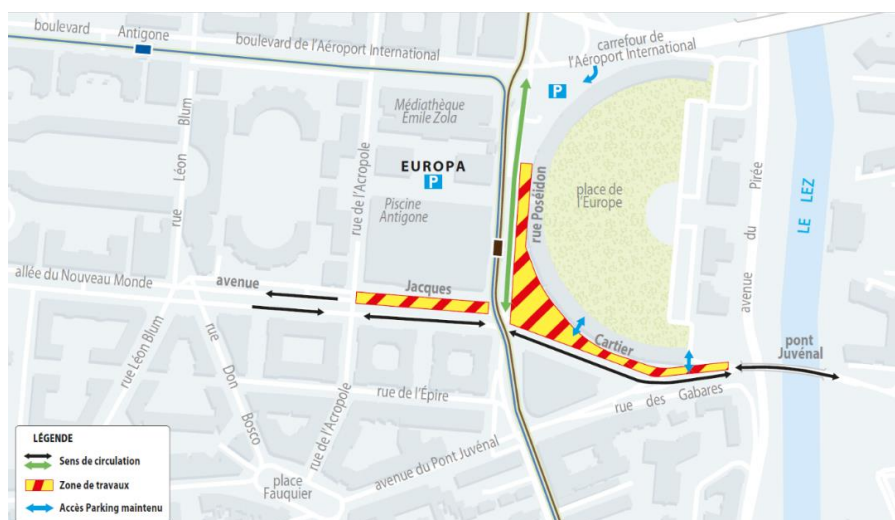 boulevard
Antigone
boulevard de l'Aéroport International
carrefour de
l'Aéroport International
P
Médiathèque
Émile Zola
EUROPA
P
Piscine
Antigone
rue Léon Blum
rue de l'Acropole
rue Poséidon
place de
l'Europe
avenue du Pirée
LE LEZ
allée du Nouveau Monde
avenue
Jacques
Cartier
pont
Juvénal
rue Léon Blum
rue Don Bosco
rue de l'Acropole
rue de l'Épire
rue des Gabares
avenue du Pont Juvénal
place
Fauquier
LÉGENDE
Sens de circulation
Zone de travaux
Accès Parking maintenu